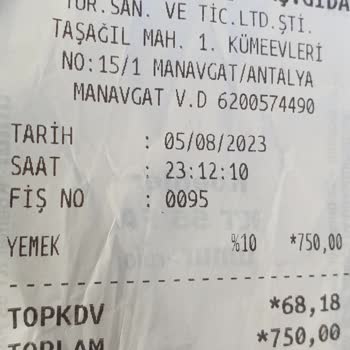 TUR.SAN. VE TİC.LTD.ŞTİ.
TAŞAĞIL MAH. 1. KÜMEEVLERİ
NO:15/1 MANAVGAT/ANTALYA
MANAVGAT V.D 6200574490
TARİH : 05/08/2023
SAAT : 23:12:10
FİŞ NO : 0095
YEMEK %10 *750,00
TOPKDV *68,18
TOPLAM *750,00